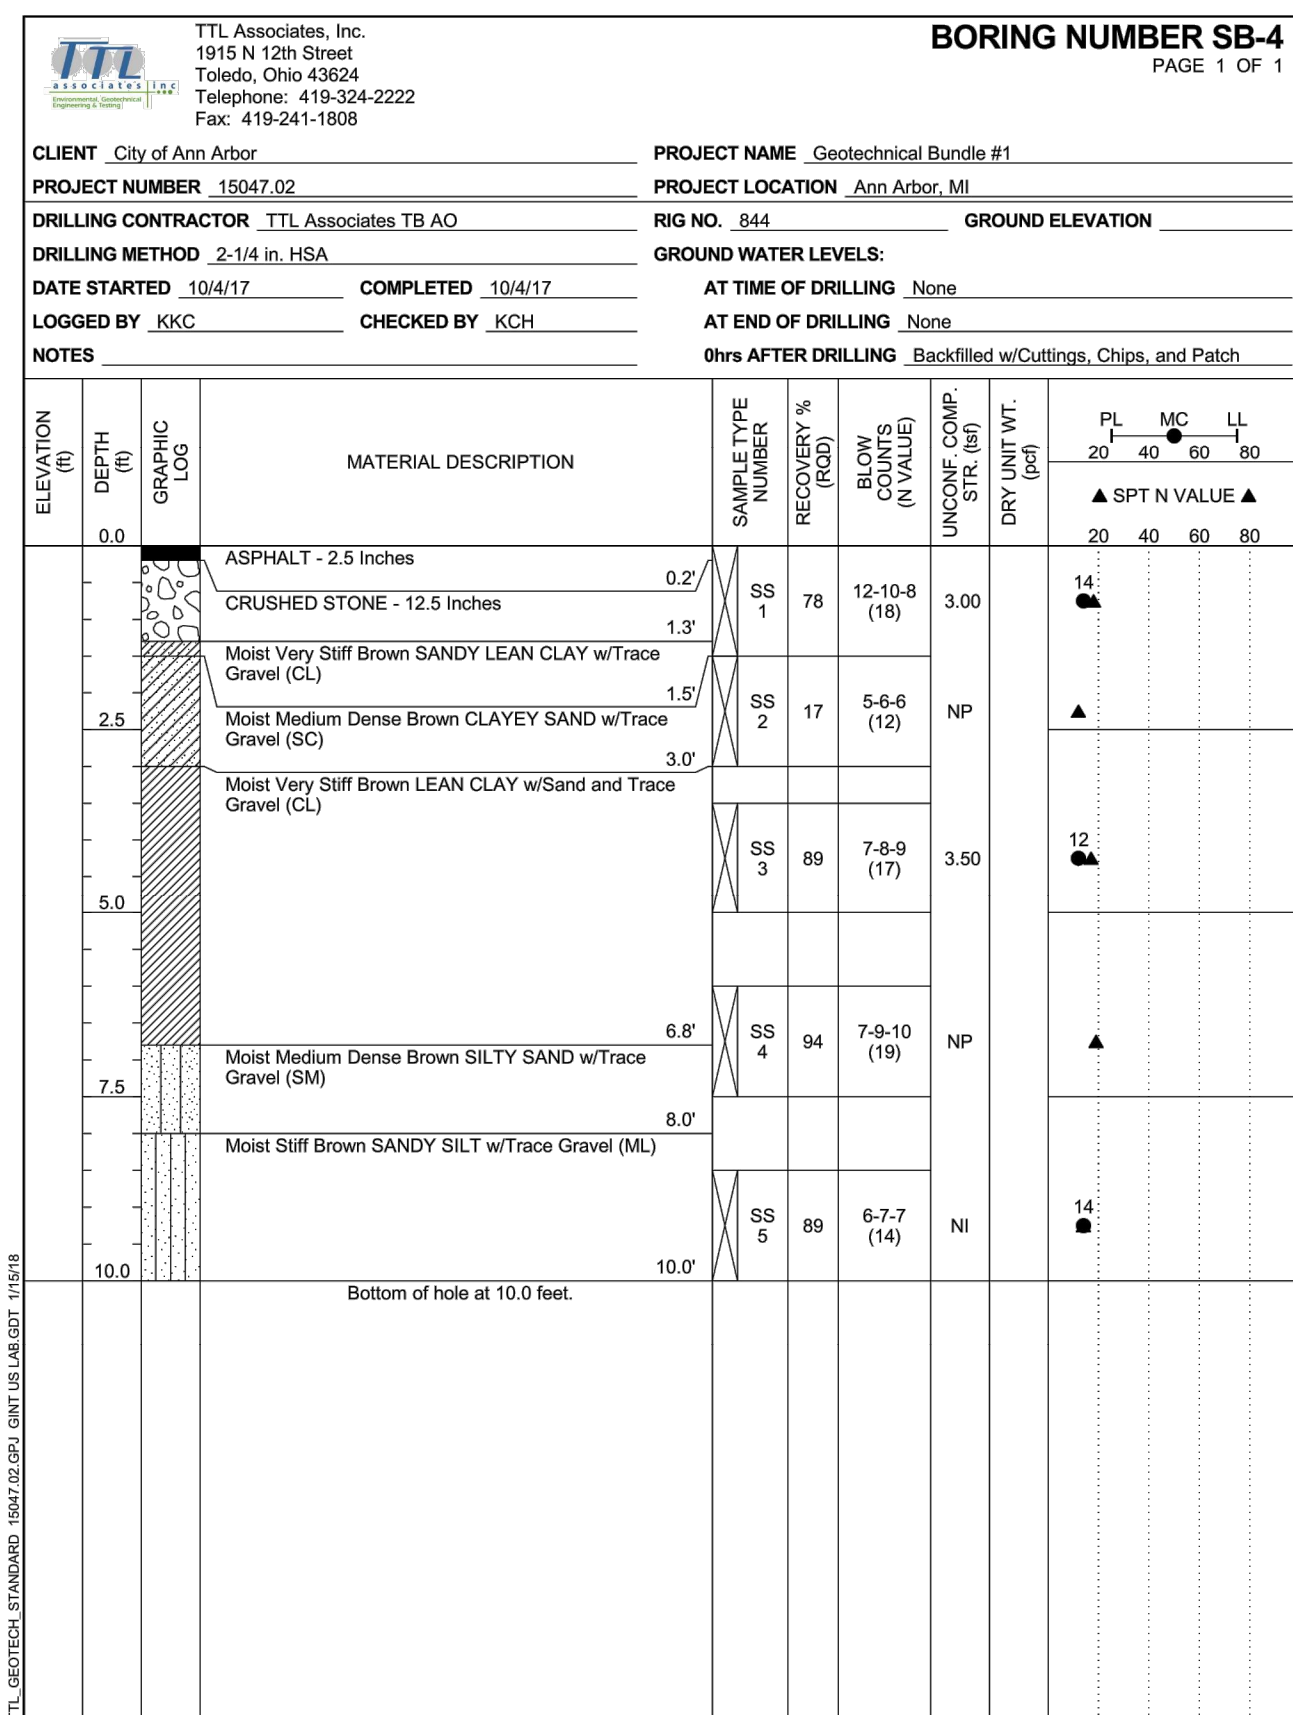 TTL
associates inc
Environmental, Geotechnical
Engineering & Testing
TTL Associates, Inc.
1915 N 12th Street
Toledo, Ohio 43624
Telephone: 419-324-2222
Fax: 419-241-1808
BORING NUMBER SB-4
PAGE 1 OF 1
CLIENT City of Ann Arbor
PROJECT NAME Geotechnical Bundle #1
PROJECT NUMBER 15047.02
PROJECT LOCATION Ann Arbor, MI
DRILLING CONTRACTOR TTL Associates TB AO
RIG NO. 844 GROUND ELEVATION
DRILLING METHOD 2-1/4 in. HSA
GROUND WATER LEVELS:
DATE STARTED 10/4/17 COMPLETED 10/4/17
AT TIME OF DRILLING None
LOGGED BY KKC CHECKED BY KCH
AT END OF DRILLING None
NOTES
0hrs AFTER DRILLING Backfilled w/Cuttings, Chips, and Patch
ELEVATION
(ft)
DEPTH
(ft)
GRAPHIC
LOG
MATERIAL DESCRIPTION
SAMPLE TYPE
NUMBER
RECOVERY %
(RQD)
BLOW
COUNTS
(N VALUE)
UNCONF. COMP.
STR. (tsf)
DRY UNIT WT.
(pcf)
PL MC LL
20 40 60 80
▲ SPT N VALUE ▲
20 40 60 80
0.0
ASPHALT - 2.5 Inches
0.2'
CRUSHED STONE - 12.5 Inches
1.3'
SS
1
78
12-10-8
(18)
3.00
14
Moist Very Stiff Brown SANDY LEAN CLAY w/Trace
Gravel (CL)
1.5'
2.5
Moist Medium Dense Brown CLAYEY SAND w/Trace
Gravel (SC)
3.0'
SS
2
17
5-6-6
(12)
NP
Moist Very Stiff Brown LEAN CLAY w/Sand and Trace
Gravel (CL)
SS
3
89
7-8-9
(17)
3.50
12
5.0
6.8'
SS
4
94
7-9-10
(19)
NP
Moist Medium Dense Brown SILTY SAND w/Trace
Gravel (SM)
7.5
8.0'
Moist Stiff Brown SANDY SILT w/Trace Gravel (ML)
SS
5
89
6-7-7
(14)
NI
14
10.0
10.0'
Bottom of hole at 10.0 feet.
TL_GEOTECH_STANDARD 15047.02.GPJ GINT US LAB.GDT 1/15/18